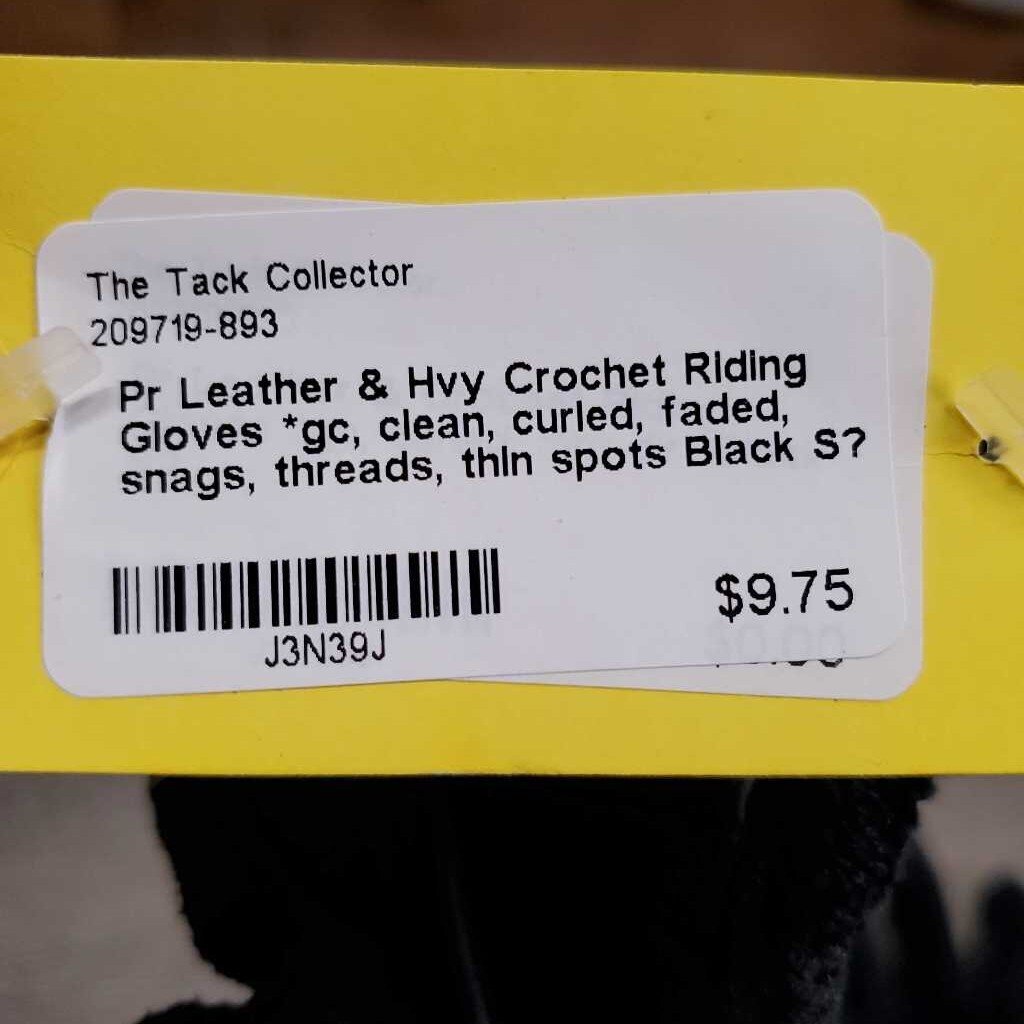 The Tack Collector
209719-893
Pr Leather & Hvy Crochet Riding
Gloves *gc, clean, curled, faded,
snags, threads, thin spots Black S?
$9.75
J3N39J